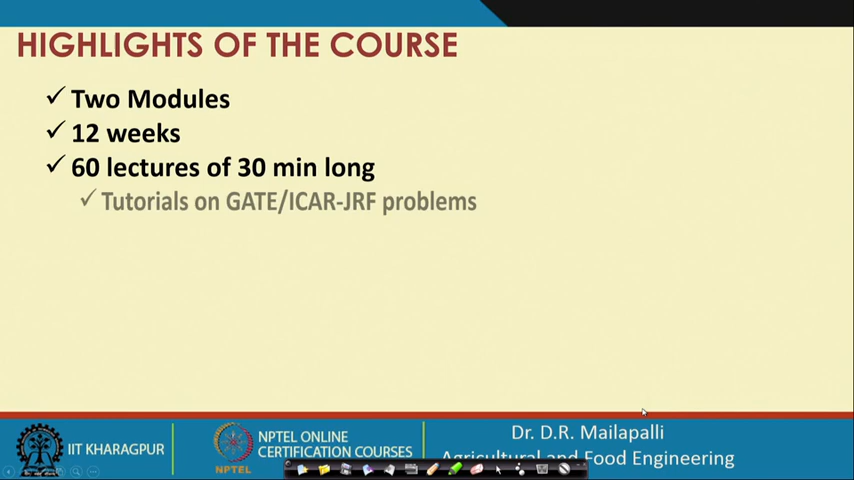 HIGHLIGHTS OF THE COURSE
✓ Two Modules
✓ 12 weeks
✓ 60 lectures of 30 min long
✓ Tutorials on GATE/ICAR-JRF problems
IIT KHARAGPUR
NPTEL
NPTEL ONLINE
CERTIFICATION COURSES
Dr. D.R. Mailapalli
Agricultural and Food Engineering